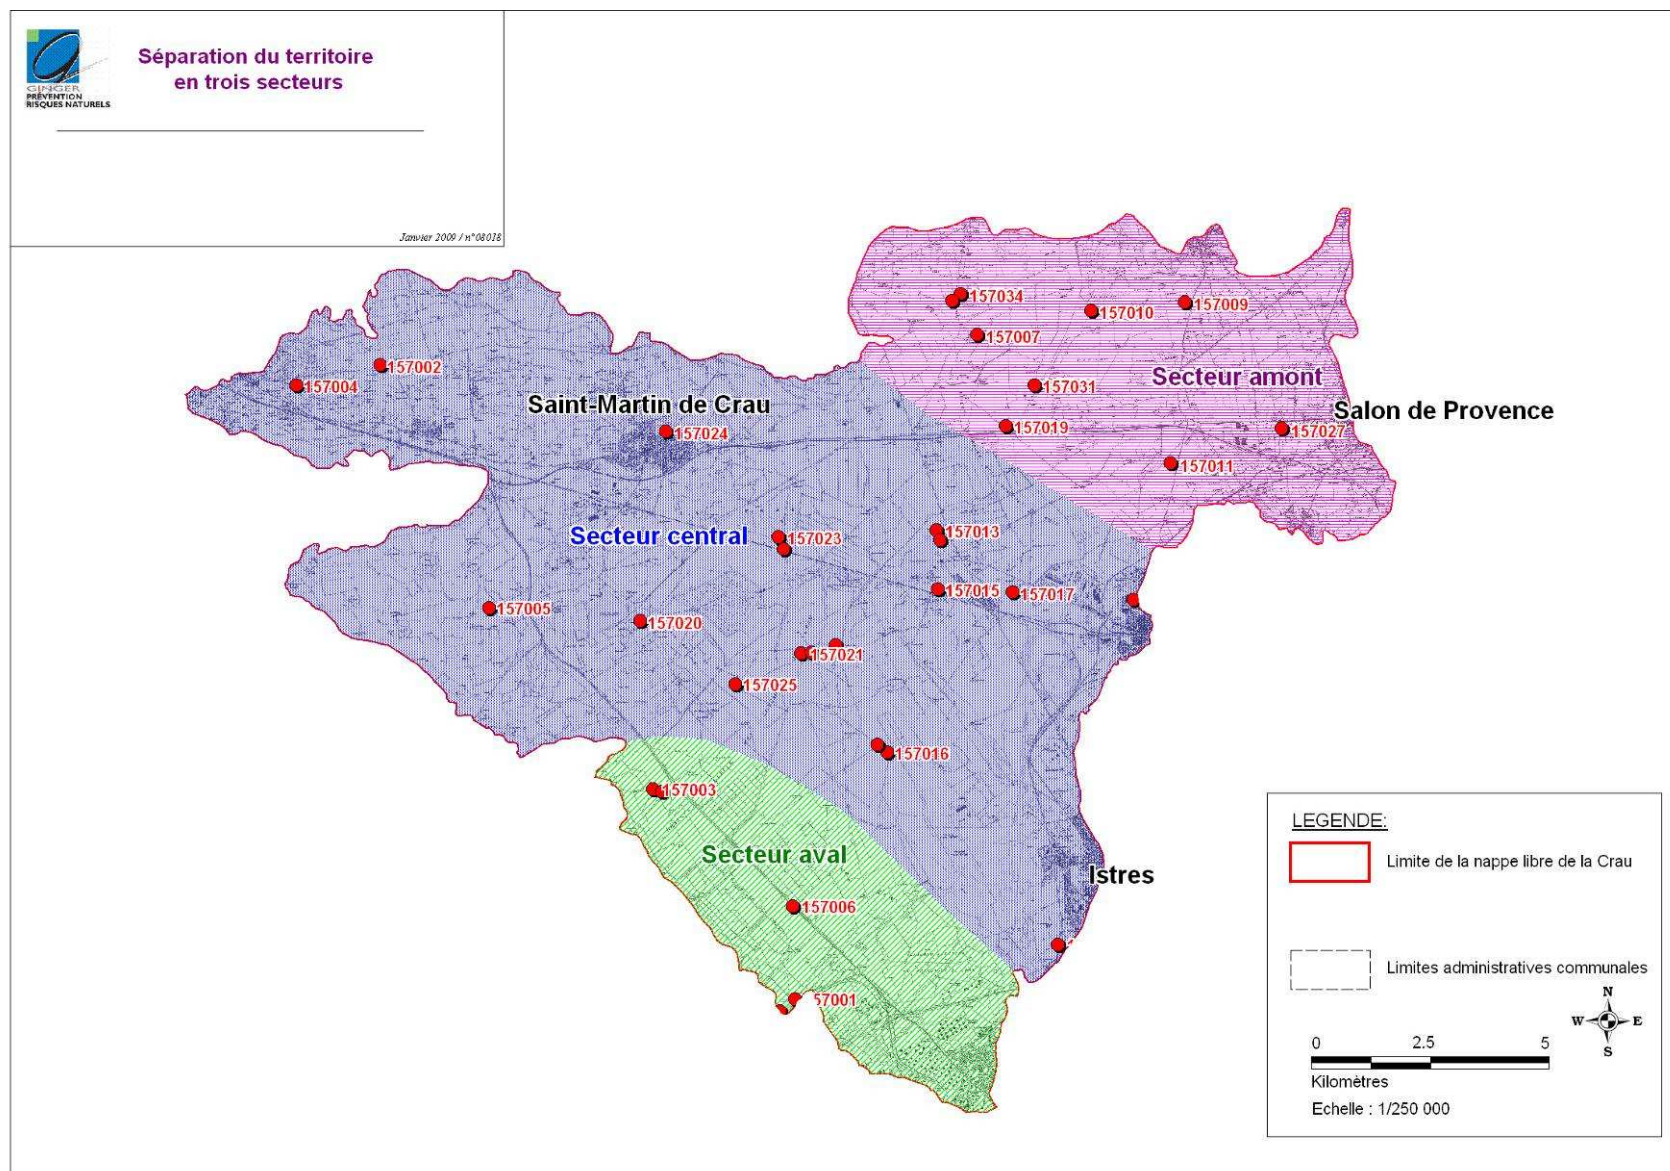 GINGER
PRÉVENTION
RISQUES NATURELS
Séparation du territoire
en trois secteurs
Janvier 2009 / n°08018
157034
157009
157010
157007
157002
157004
157031
Secteur amont
Saint-Martin de Crau
Salon de Provence
157024
157019
157027
157011
Secteur central
157023
157013
157015
157017
157005
157020
157021
157025
157016
157003
Secteur aval
Istres
157006
157001
LEGENDE:
Limite de la nappe libre de la Crau
Limites administratives communales
N
W E
S
0 2.5 5
Kilomètres
Echelle : 1/250 000